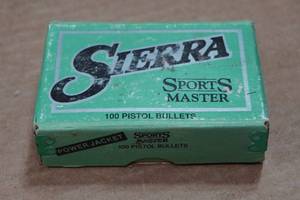 SIERRA
SPORTS
MASTER
100 PISTOL BULLETS
POWER JACKET
SPORTS
MASTER
100 PISTOL BULLETS